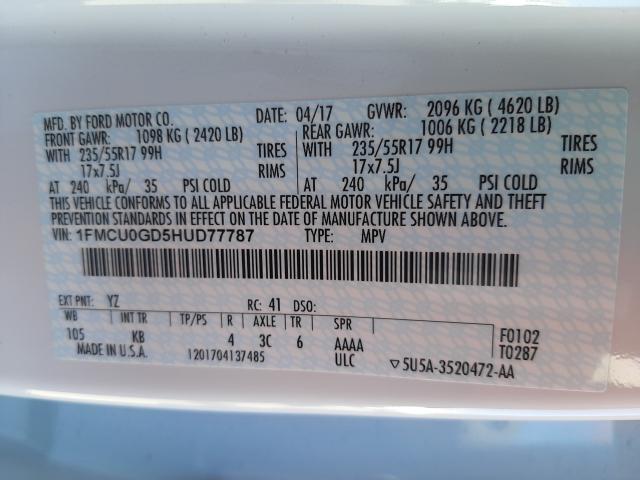 MFD. BY FORD MOTOR CO. DATE: 04/17 GVWR: 2096 KG ( 4620 LB)
FRONT GAWR: 1098 KG ( 2420 LB) REAR GAWR: 1006 KG ( 2218 LB)
WITH 235/55R17 99H TIRES WITH 235/55R17 99H TIRES
17x7.5J RIMS 17x7.5J RIMS
AT 240 kPa/ 35 PSI COLD AT 240 kPa/ 35 PSI COLD
THIS VEHICLE CONFORMS TO ALL APPLICABLE FEDERAL MOTOR VEHICLE SAFETY AND THEFT
PREVENTION STANDARDS IN EFFECT ON THE DATE OF MANUFACTURE SHOWN ABOVE.
VIN: 1FMCU0GD5HUD77787 TYPE: MPV
EXT PNT: YZ RC: 41 DSO:
WB INT TR TP/PS R AXLE TR SPR F0102
105 KB 4 3C 6 AAAA T0287
MADE IN U.S.A. 1201704137485 ULC 5U5A-3520472-AA